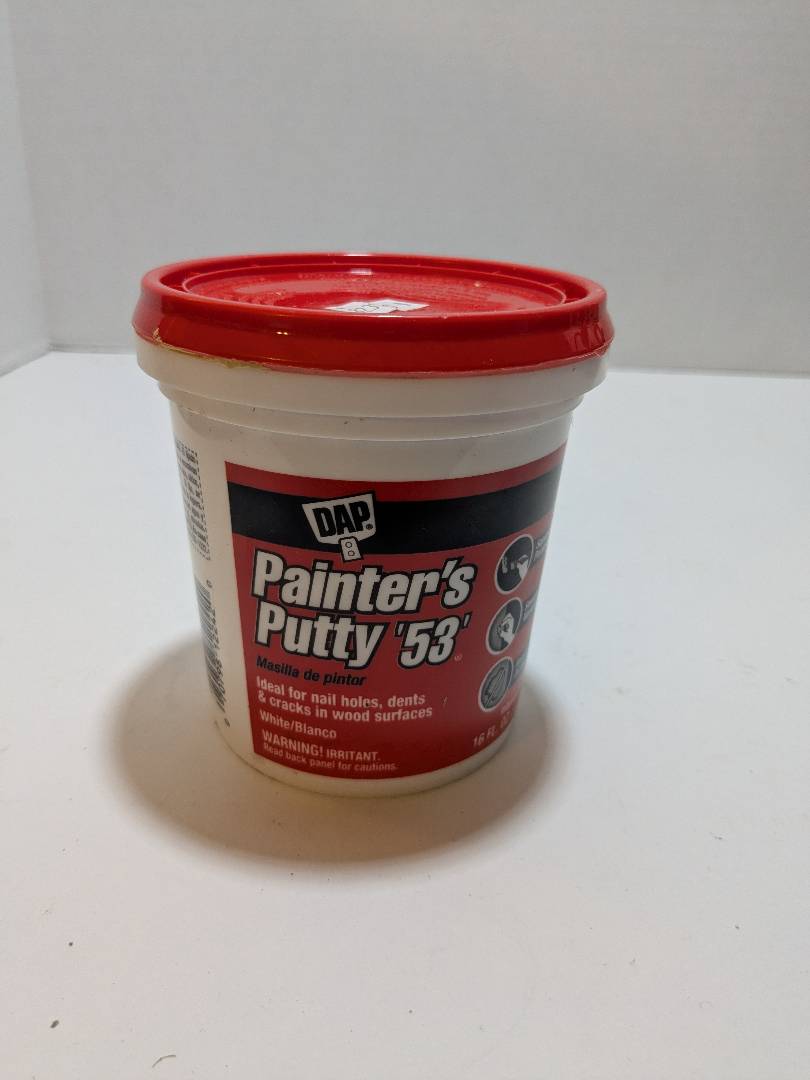 DAP®
Painter's
Putty '53'
Masilla de pintor
Ideal for nail holes, dents
& cracks in wood surfaces
White/Blanco
WARNING! IRRITANT.
Read back panel for cautions.
16 FL. OZ